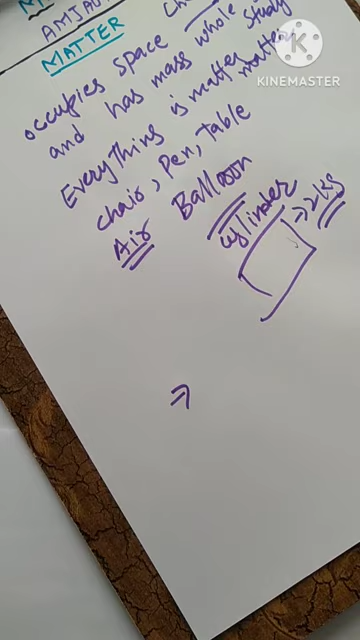 AMJAD
MATTER
occupies space
and has mass whole study
Everything is matter matter
chair, Pen, Table
Air Balloon
cylinder
⇒
KINEMASTER